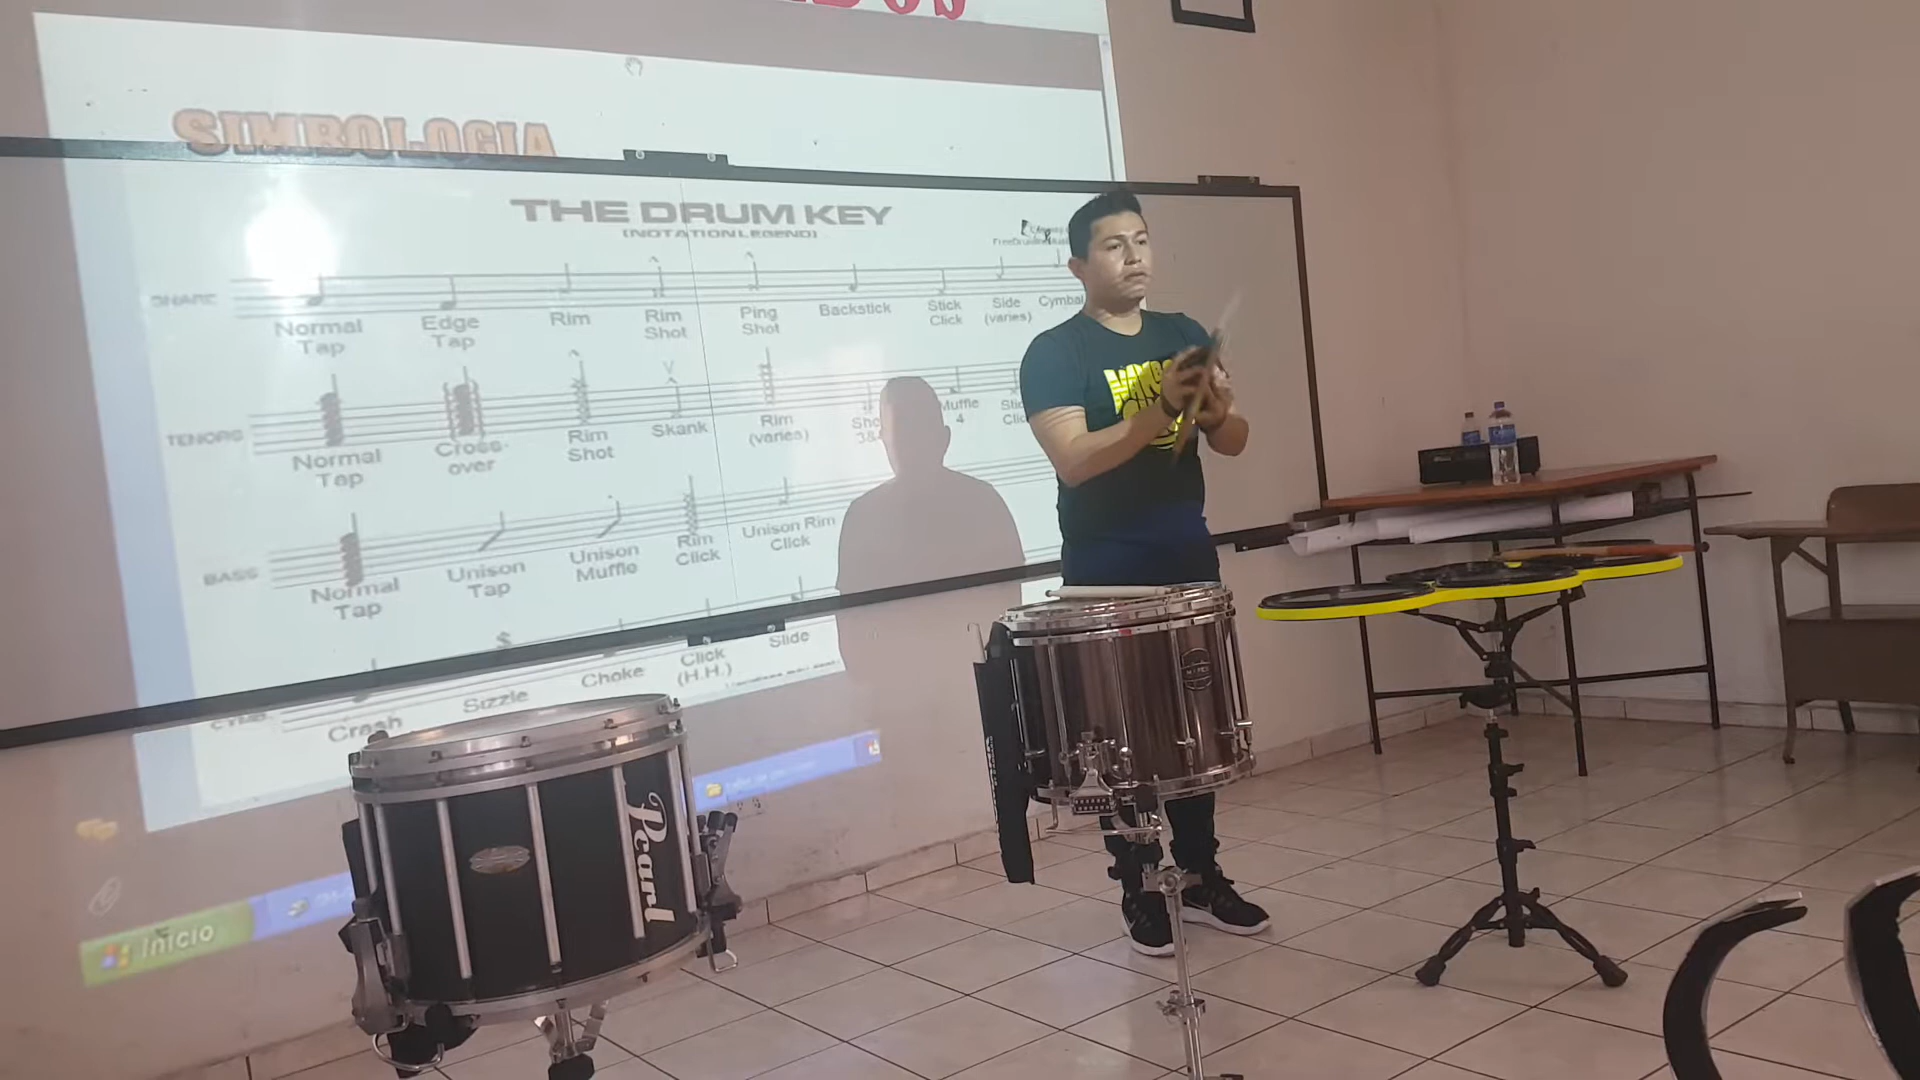 SIMBOLOGIA
THE DRUM KEY
(NOTATION LEGEND)
SNARE
Normal Tap
Edge Tap
Rim
Rim Shot
Ping Shot
Backstick
Stick Click
Side (varies)
Cymbal
TENORS
Normal Tap
Cross-over
Rim Shot
Skank
Rim (varies)
Muffle 4
BASS
Normal Tap
Unison Tap
Unison Muffle
Rim Click
Unison Rim Click
CYMB.
Crash
Sizzle
Choke
Click (H.H.)
Slide
Inicio
Pearl